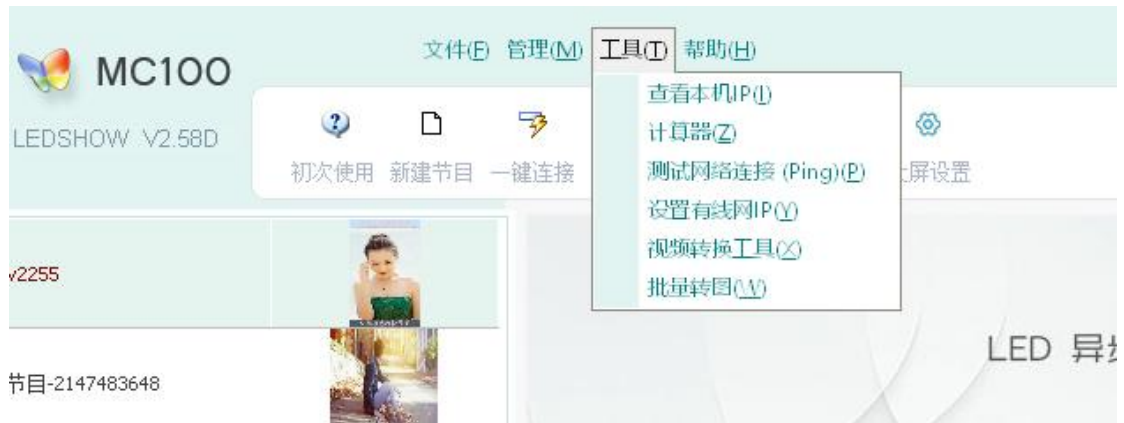 MC100
LEDSHOW V2.58D
文件(F) 管理(M) 工具(T) 帮助(H)
查看本机IP(I)
计算器(Z)
测试网络连接 (Ping)(P)
设置有线网IP(Y)
视频转换工具(X)
批量转图(W)
初次使用 新建节目 一键连接 屏设置
v2255
节目-2147483648
LED 异步